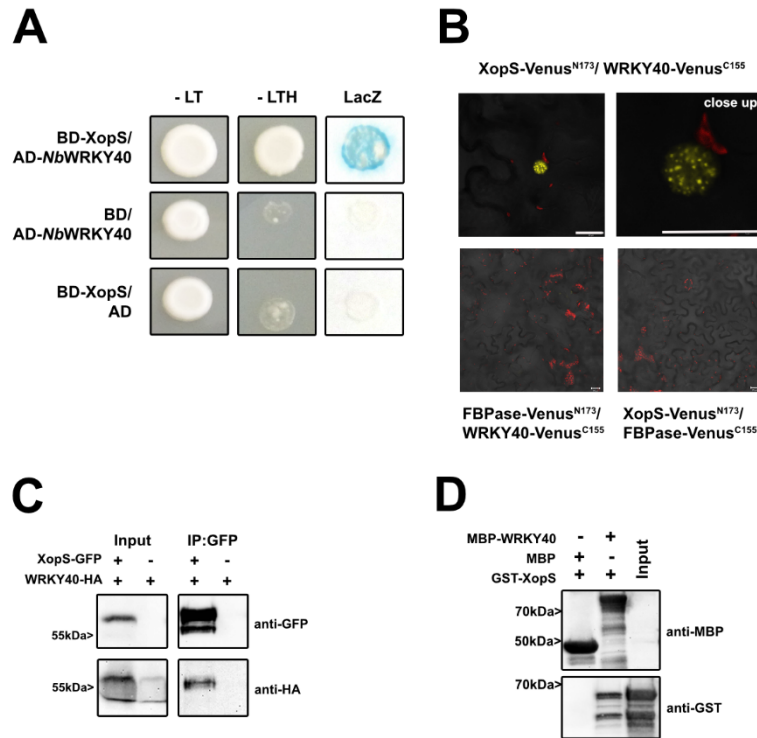 A
- LT - LTH LacZ
BD-XopS/
AD-NbWRKY40
BD/
AD-NbWRKY40
BD-XopS/
AD
B
XopS-Venusᴺ¹⁷³/ WRKY40-Venusᶜ¹⁵⁵
close up
FBPase-Venusᴺ¹⁷³/
WRKY40-Venusᶜ¹⁵⁵
XopS-Venusᴺ¹⁷³/
FBPase-Venusᶜ¹⁵⁵
C
Input IP:GFP
XopS-GFP + - + -
WRKY40-HA + + + +
55kDa> anti-GFP
55kDa> anti-HA
D
MBP-WRKY40 - + Input
MBP + -
GST-XopS + +
70kDa>
50kDa> anti-MBP
70kDa>
anti-GST